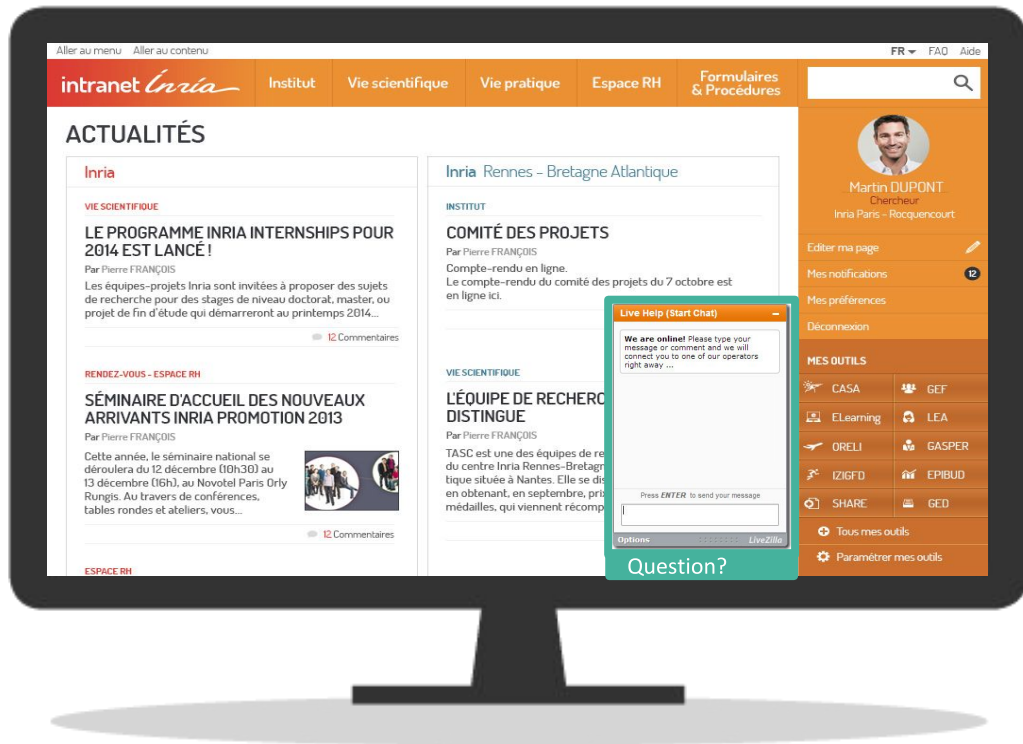 Aller au menu Aller au contenu
FR FAQ Aide
intranet Inria
Institut
Vie scientifique
Vie pratique
Espace RH
Formulaires
& Procédures
ACTUALITÉS
Inria
VIE SCIENTIFIQUE
LE PROGRAMME INRIA INTERNSHIPS POUR
2014 EST LANCÉ !
Par Pierre FRANÇOIS
Les équipes-projets Inria sont invitées à proposer des sujets
de recherche pour des stages de niveau doctorat, master, ou
projet de fin d'étude qui démarreront au printemps 2014...
12 Commentaires
RENDEZ-VOUS - ESPACE RH
SÉMINAIRE D'ACCUEIL DES NOUVEAUX
ARRIVANTS INRIA PROMOTION 2013
Par Pierre FRANÇOIS
Cette année, le séminaire national se
déroulera du 12 décembre (10h30) au
13 décembre (16h), au Novotel Paris Orly
Rungis. Au travers de conférences,
tables rondes et ateliers, vous...
12 Commentaires
ESPACE RH
Inria Rennes - Bretagne Atlantique
INSTITUT
COMITÉ DES PROJETS
Par Pierre FRANÇOIS
Compte-rendu en ligne.
Le compte-rendu du comité des projets du 7 octobre est
en ligne ici.
VIE SCIENTIFIQUE
L'ÉQUIPE DE RECHERC
DISTINGUE
Par Pierre FRANÇOIS
TASC est une des équipes de re
du centre Inria Rennes-Bretagn
tique située à Nantes. Elle se dis
en obtenant, en septembre, prix
médailles, qui viennent récomp
Live Help (Start Chat)
We are online! Please type your
message or comment and we will
connect you to one of our operators
right away ...
Press ENTER to send your message
Options LiveZilla
Question?
Martin DUPONT
Chercheur
Inria Paris - Rocquencourt
Editer ma page
Mes notifications 12
Mes préférences
Déconnexion
MES OUTILS
CASA GEF
ELearning LEA
ORELI GASPER
IZIGFD EPIBUD
SHARE GED
Tous mes outils
Paramétrer mes outils